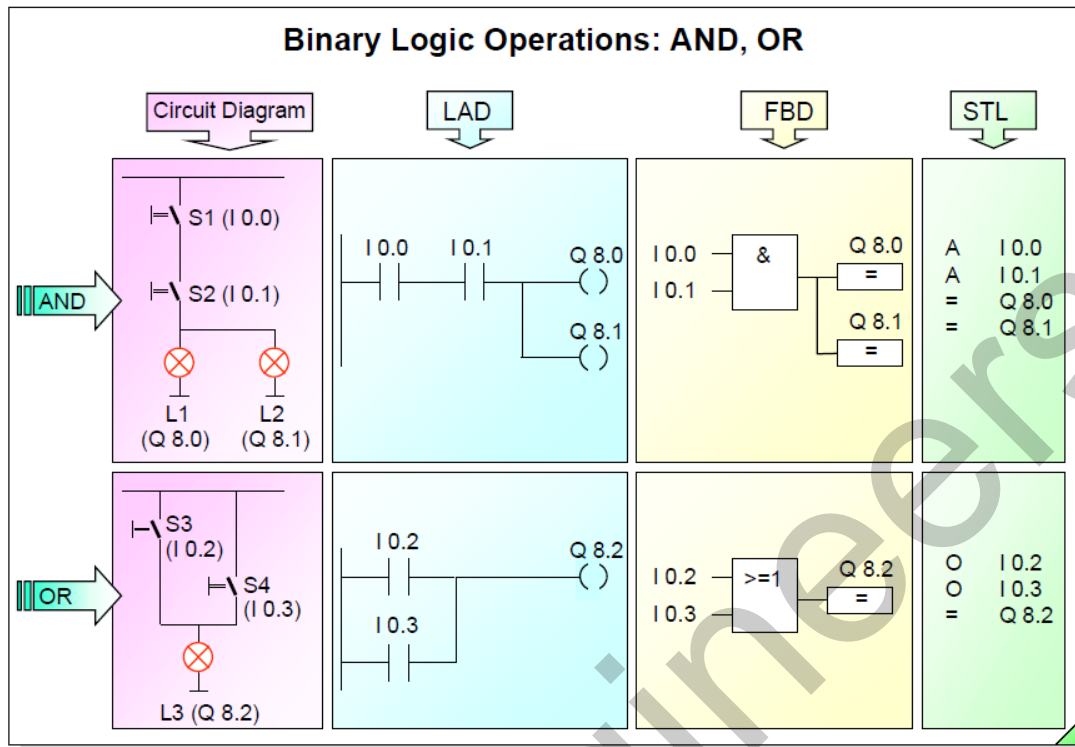 Binary Logic Operations: AND, OR
Circuit Diagram
LAD
FBD
STL
AND
S1 (I 0.0)
S2 (I 0.1)
L1
(Q 8.0)
L2
(Q 8.1)
I 0.0
I 0.1
Q 8.0
( )
Q 8.1
( )
I 0.0
I 0.1
&
Q 8.0
=
Q 8.1
=
A I 0.0
A I 0.1
= Q 8.0
= Q 8.1
OR
S3
(I 0.2)
S4
(I 0.3)
L3 (Q 8.2)
I 0.2
I 0.3
Q 8.2
( )
I 0.2
I 0.3
>=1
Q 8.2
=
O I 0.2
O I 0.3
= Q 8.2